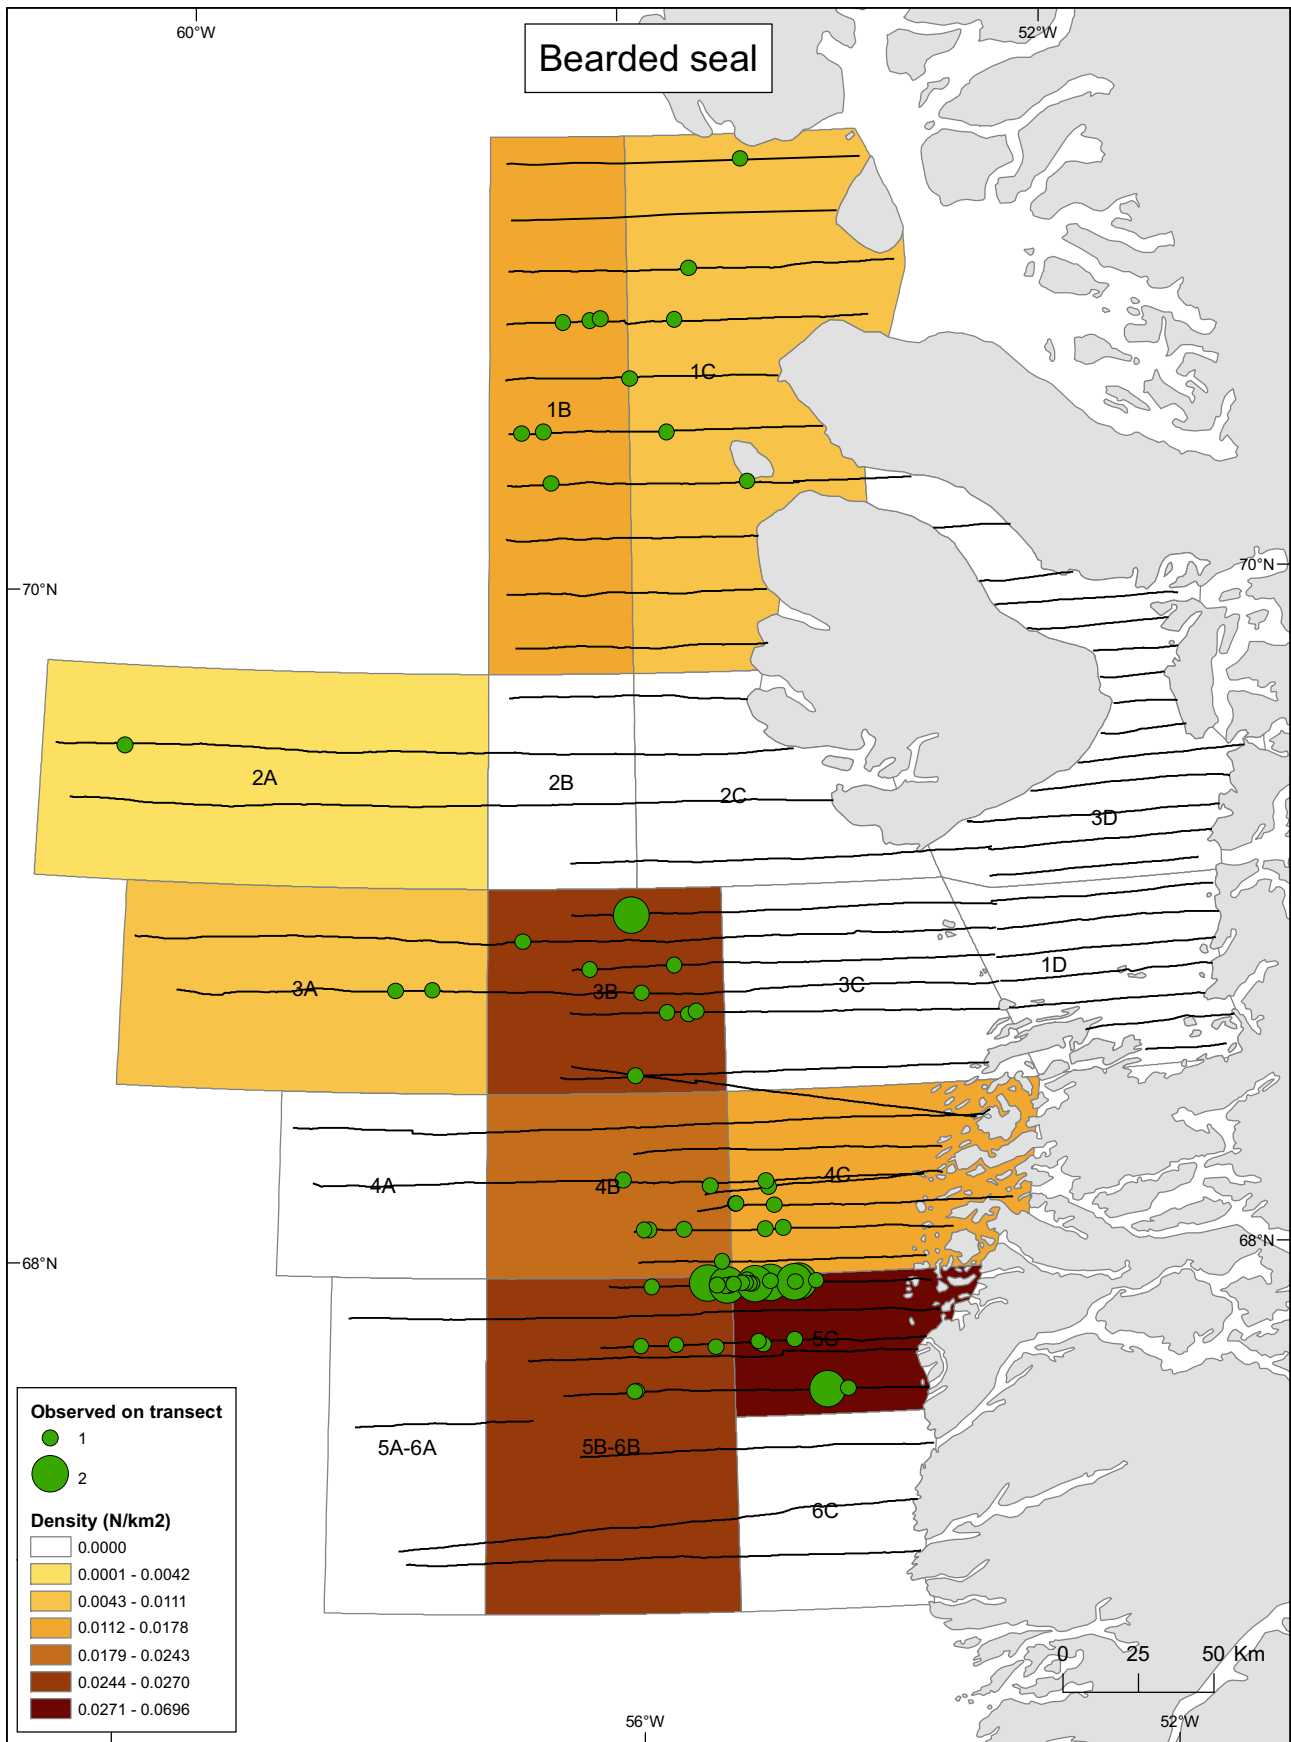 60°W
52°W
Bearded seal
1C
1B
70°N
70°N
2A
2B
2C
3D
3A
3B
3C
1D
4A
4B
4C
68°N
68°N
5C
5A-6A
5B-6B
6C
Observed on transect
1
2
Density (N/km2)
0.0000
0.0001 - 0.0042
0.0043 - 0.0111
0.0112 - 0.0178
0.0179 - 0.0243
0.0244 - 0.0270
0.0271 - 0.0696
0 25 50 Km
56°W
52°W